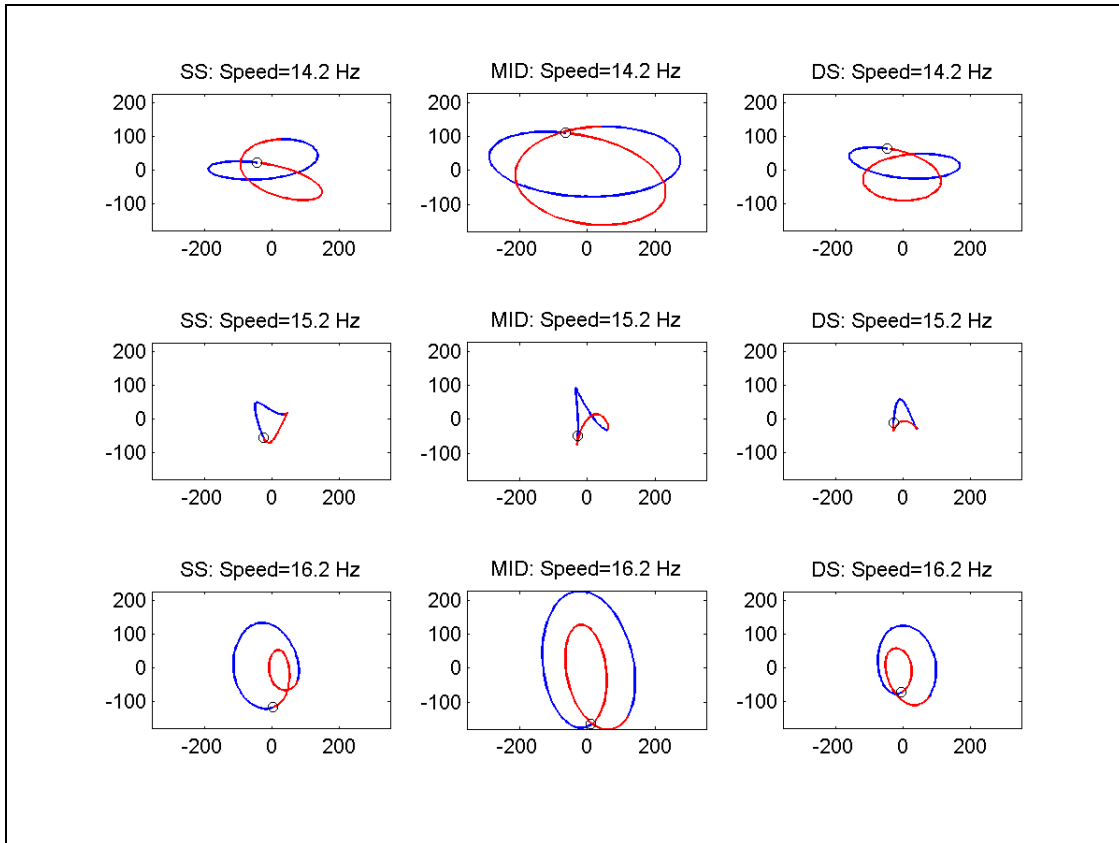 SS: Speed=14.2 Hz MID: Speed=14.2 Hz DS: Speed=14.2 Hz
200 200 200
100 100 100
0 0 0
-100 -100 -100
-200 0 200 -200 0 200 -200 0 200
SS: Speed=15.2 Hz MID: Speed=15.2 Hz DS: Speed=15.2 Hz
200 200 200
100 100 100
0 0 0
-100 -100 -100
-200 0 200 -200 0 200 -200 0 200
SS: Speed=16.2 Hz MID: Speed=16.2 Hz DS: Speed=16.2 Hz
200 200 200
100 100 100
0 0 0
-100 -100 -100
-200 0 200 -200 0 200 -200 0 200